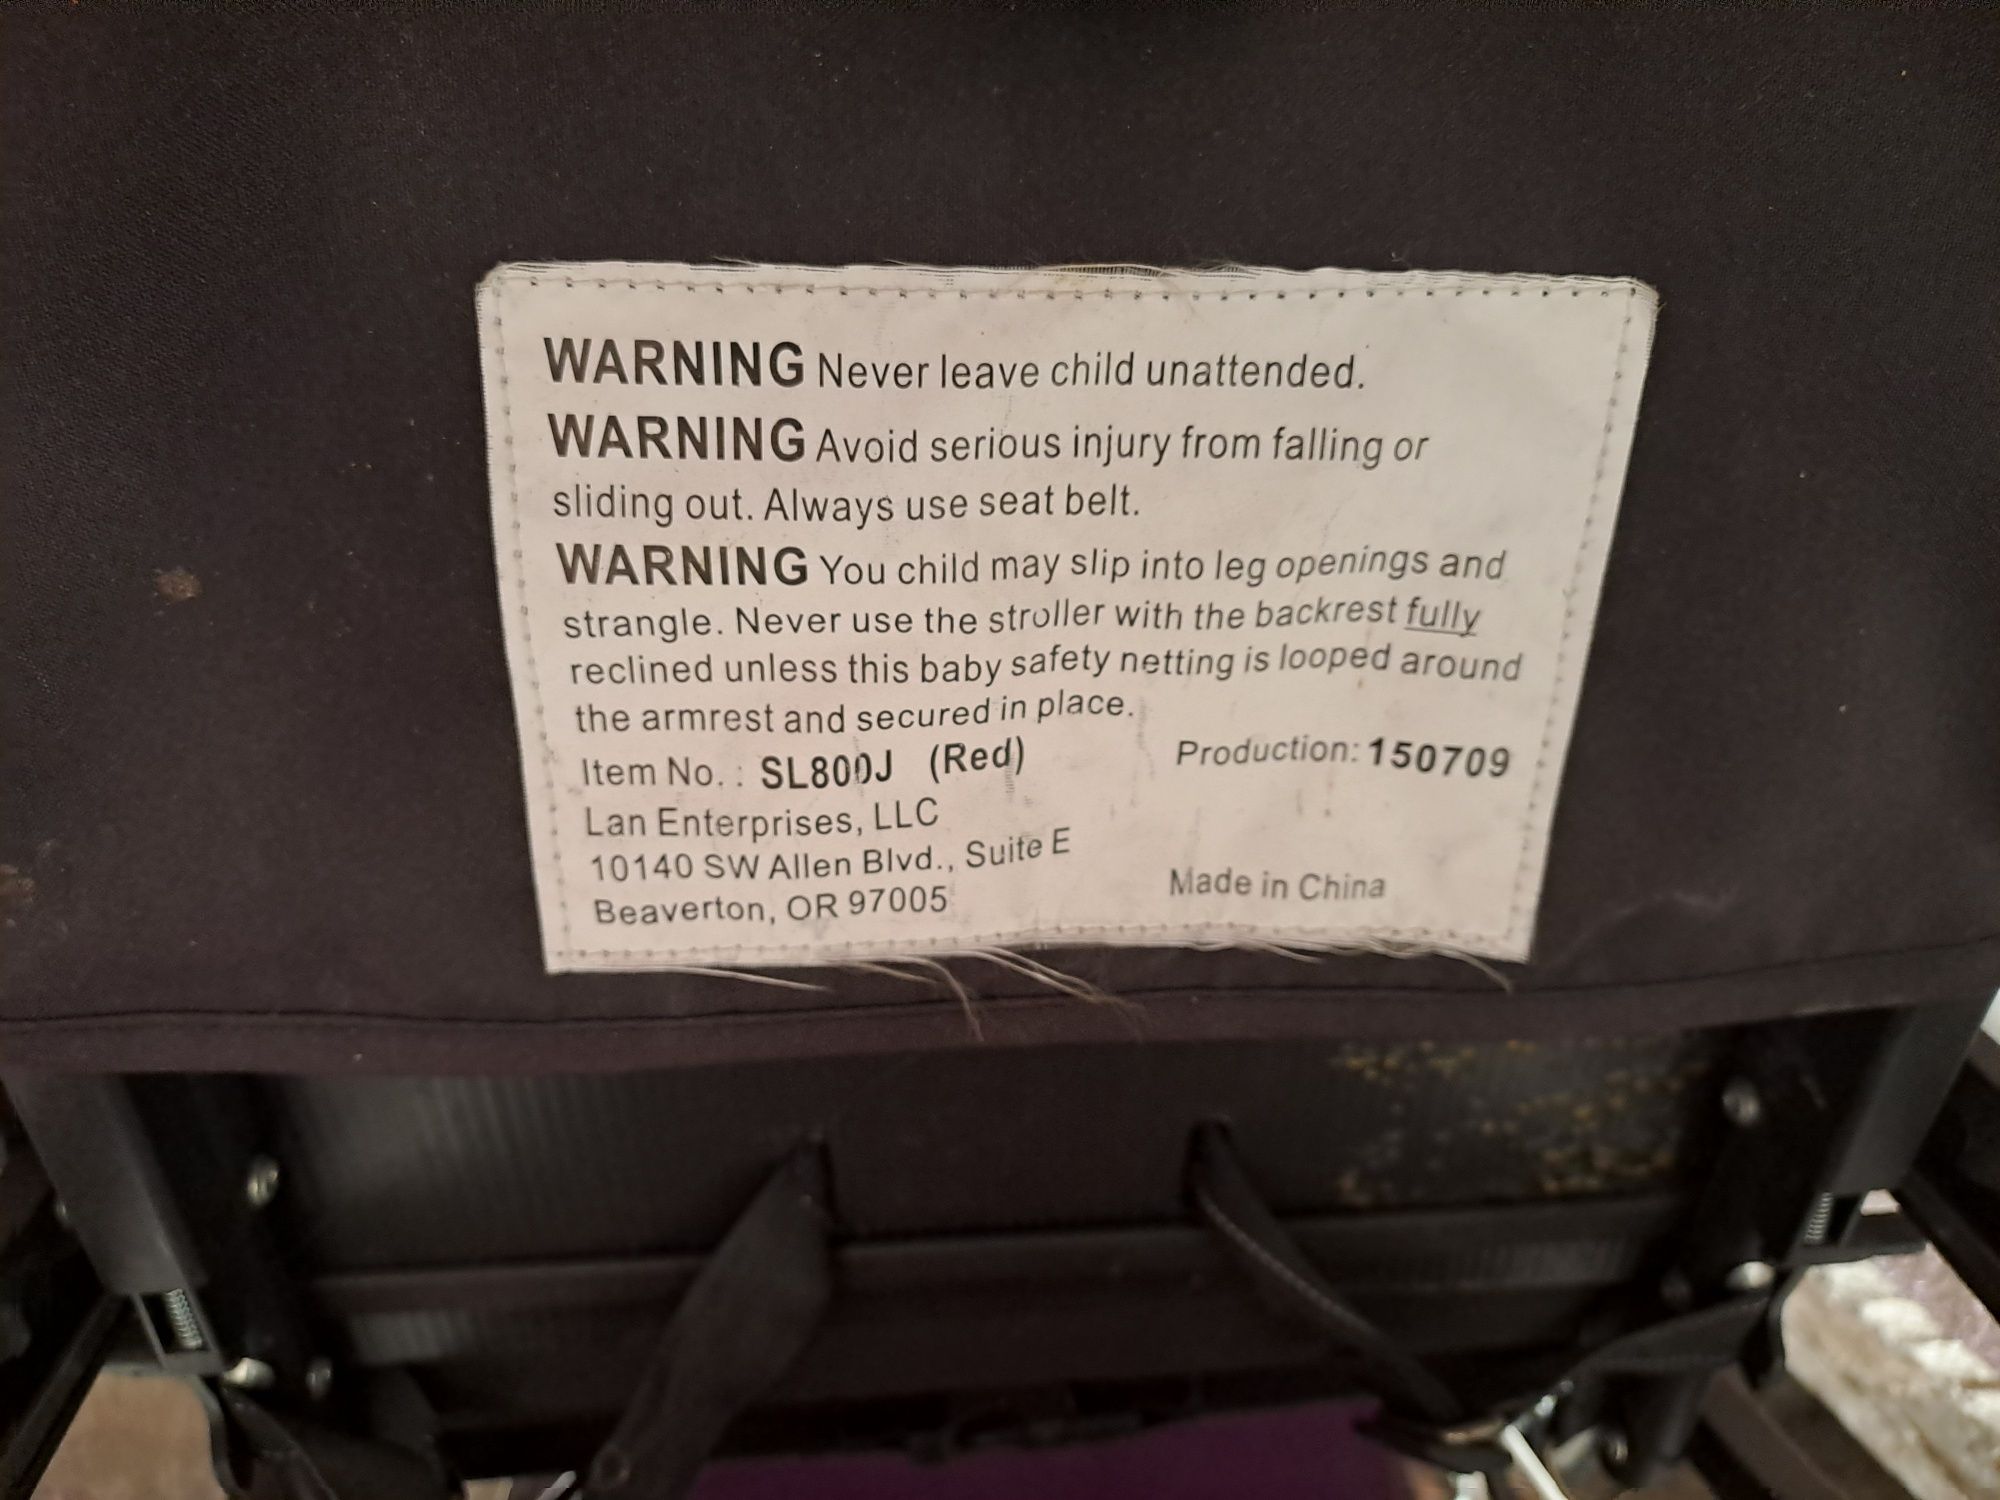 WARNING Never leave child unattended.
WARNING Avoid serious injury from falling or
sliding out. Always use seat belt.
WARNING You child may slip into leg openings and
strangle. Never use the stroller with the backrest fully
reclined unless this baby safety netting is looped around
the armrest and secured in place.
Item No. : SL800J (Red) Production: 150709
Lan Enterprises, LLC
10140 SW Allen Blvd., Suite E
Beaverton, OR 97005 Made in China